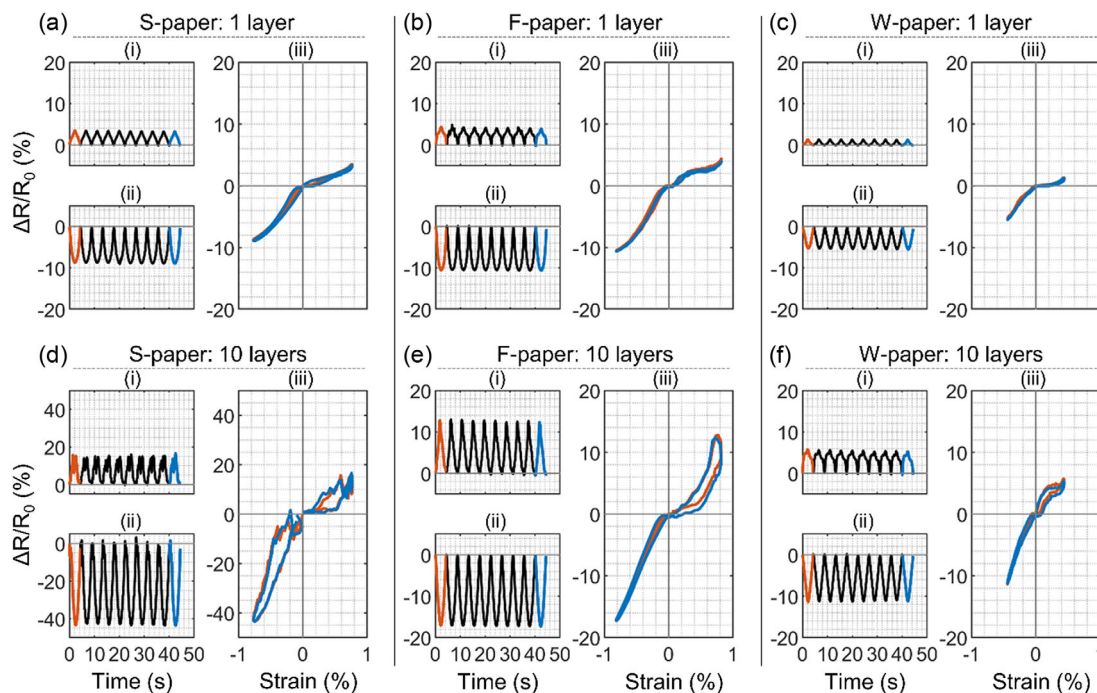 (a) S-paper: 1 layer
(i)
(iii)
20
10
0
20
10
0
-10
-20
(ii)
0
-10
-20
ΔR/R0 (%)
(b) F-paper: 1 layer
(i)
(iii)
20
10
0
20
10
0
-10
-20
(ii)
0
-10
-20
(c) W-paper: 1 layer
(i)
(iii)
20
10
0
20
10
0
-10
-20
(ii)
0
-10
-20
(d) S-paper: 10 layers
(i)
(iii)
40
20
0
40
20
0
-20
-40
(ii)
0
-20
-40
ΔR/R0 (%)
0 10 20 30 40 50
Time (s)
-1 0 1
Strain (%)
(e) F-paper: 10 layers
(i)
(iii)
20
10
0
20
10
0
-10
-20
(ii)
0
-10
-20
0 10 20 30 40 50
Time (s)
-1 0 1
Strain (%)
(f) W-paper: 10 layers
(i)
(iii)
20
10
0
20
10
0
-10
-20
(ii)
0
-10
-20
0 10 20 30 40 50
Time (s)
-1 0 1
Strain (%)